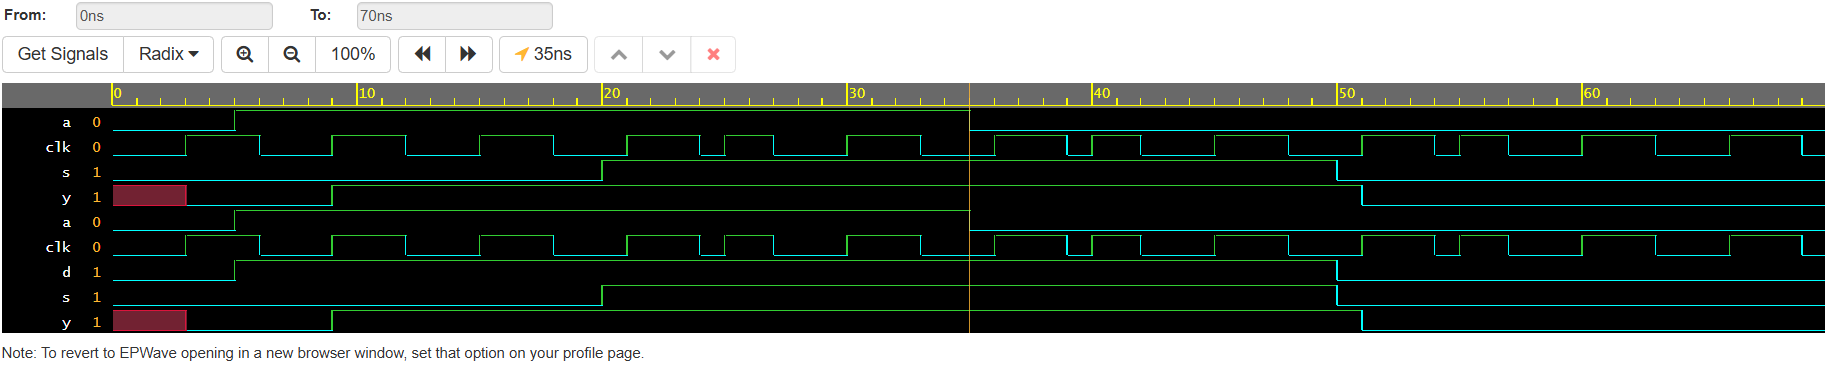 From: 0ns To: 70ns
Get Signals Radix 100% 35ns
0 10 20 30 40 50 60
a 0
clk 0
s 1
y 1
a 0
clk 0
d 1
s 1
y 1
Note: To revert to EPWave opening in a new browser window, set that option on your profile page.